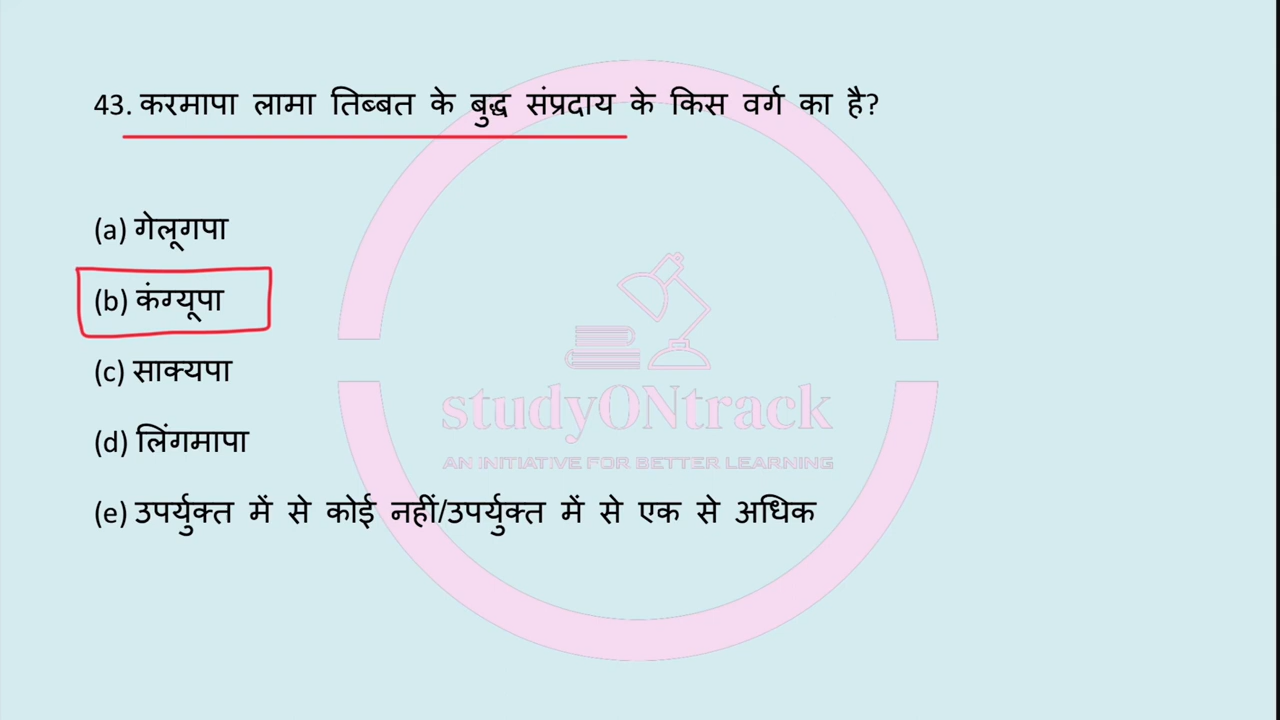 43. करमापा लामा तिब्बत के बुद्ध संप्रदाय के किस वर्ग का है?
(a) गेलूगपा
(b) कंग्यूपा
(c) साक्यपा
(d) लिंगमापा
(e) उपर्युक्त में से कोई नहीं/उपर्युक्त में से एक से अधिक
studyONtrack
AN INITIATIVE FOR BETTER LEARNING